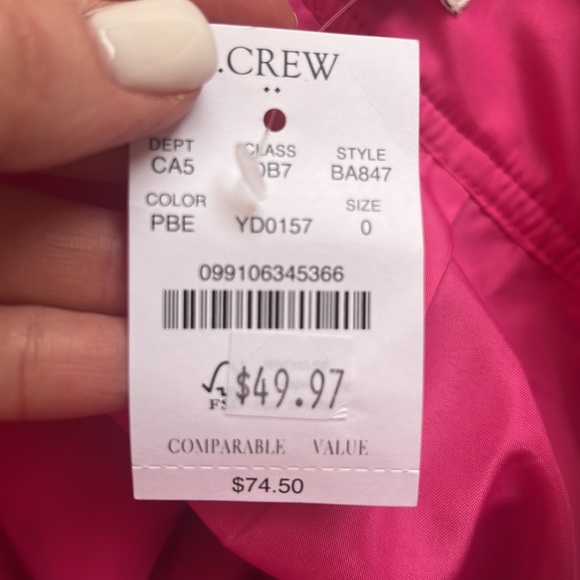 .CREW
DEPT CLASS STYLE
CA5 0B7 BA847
COLOR SIZE
PBE YD0157 0
099106345366
$49.97
COMPARABLE VALUE
$74.50